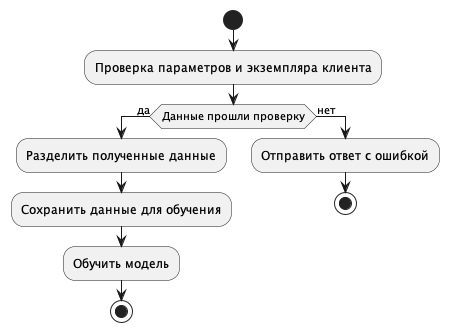 Проверка параметров и экземпляра клиента
да
Данные прошли проверку
нет
Разделить полученные данные
Отправить ответ с ошибкой
Сохранить данные для обучения
Обучить модель